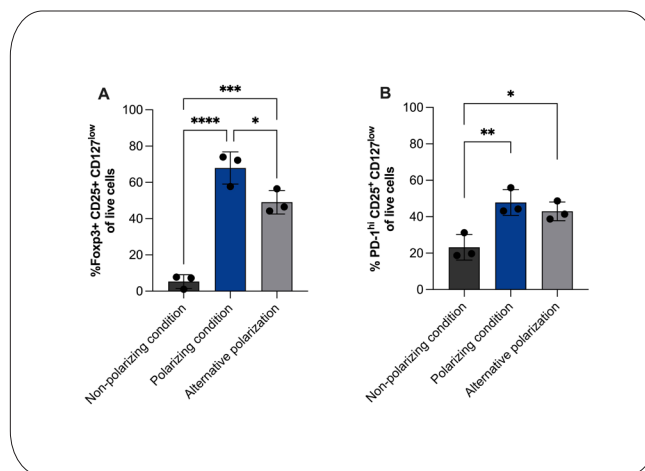 A
%Foxp3+ CD25+ CD127low
of live cells
100
80
60
40
20
0
***
****
*
Non-polarizing condition
Polarizing condition
Alternative polarization
B
% PD-1hi CD25+ CD127low
of live cells
100
80
60
40
20
0
*
**
Non-polarizing condition
Polarizing condition
Alternative polarization